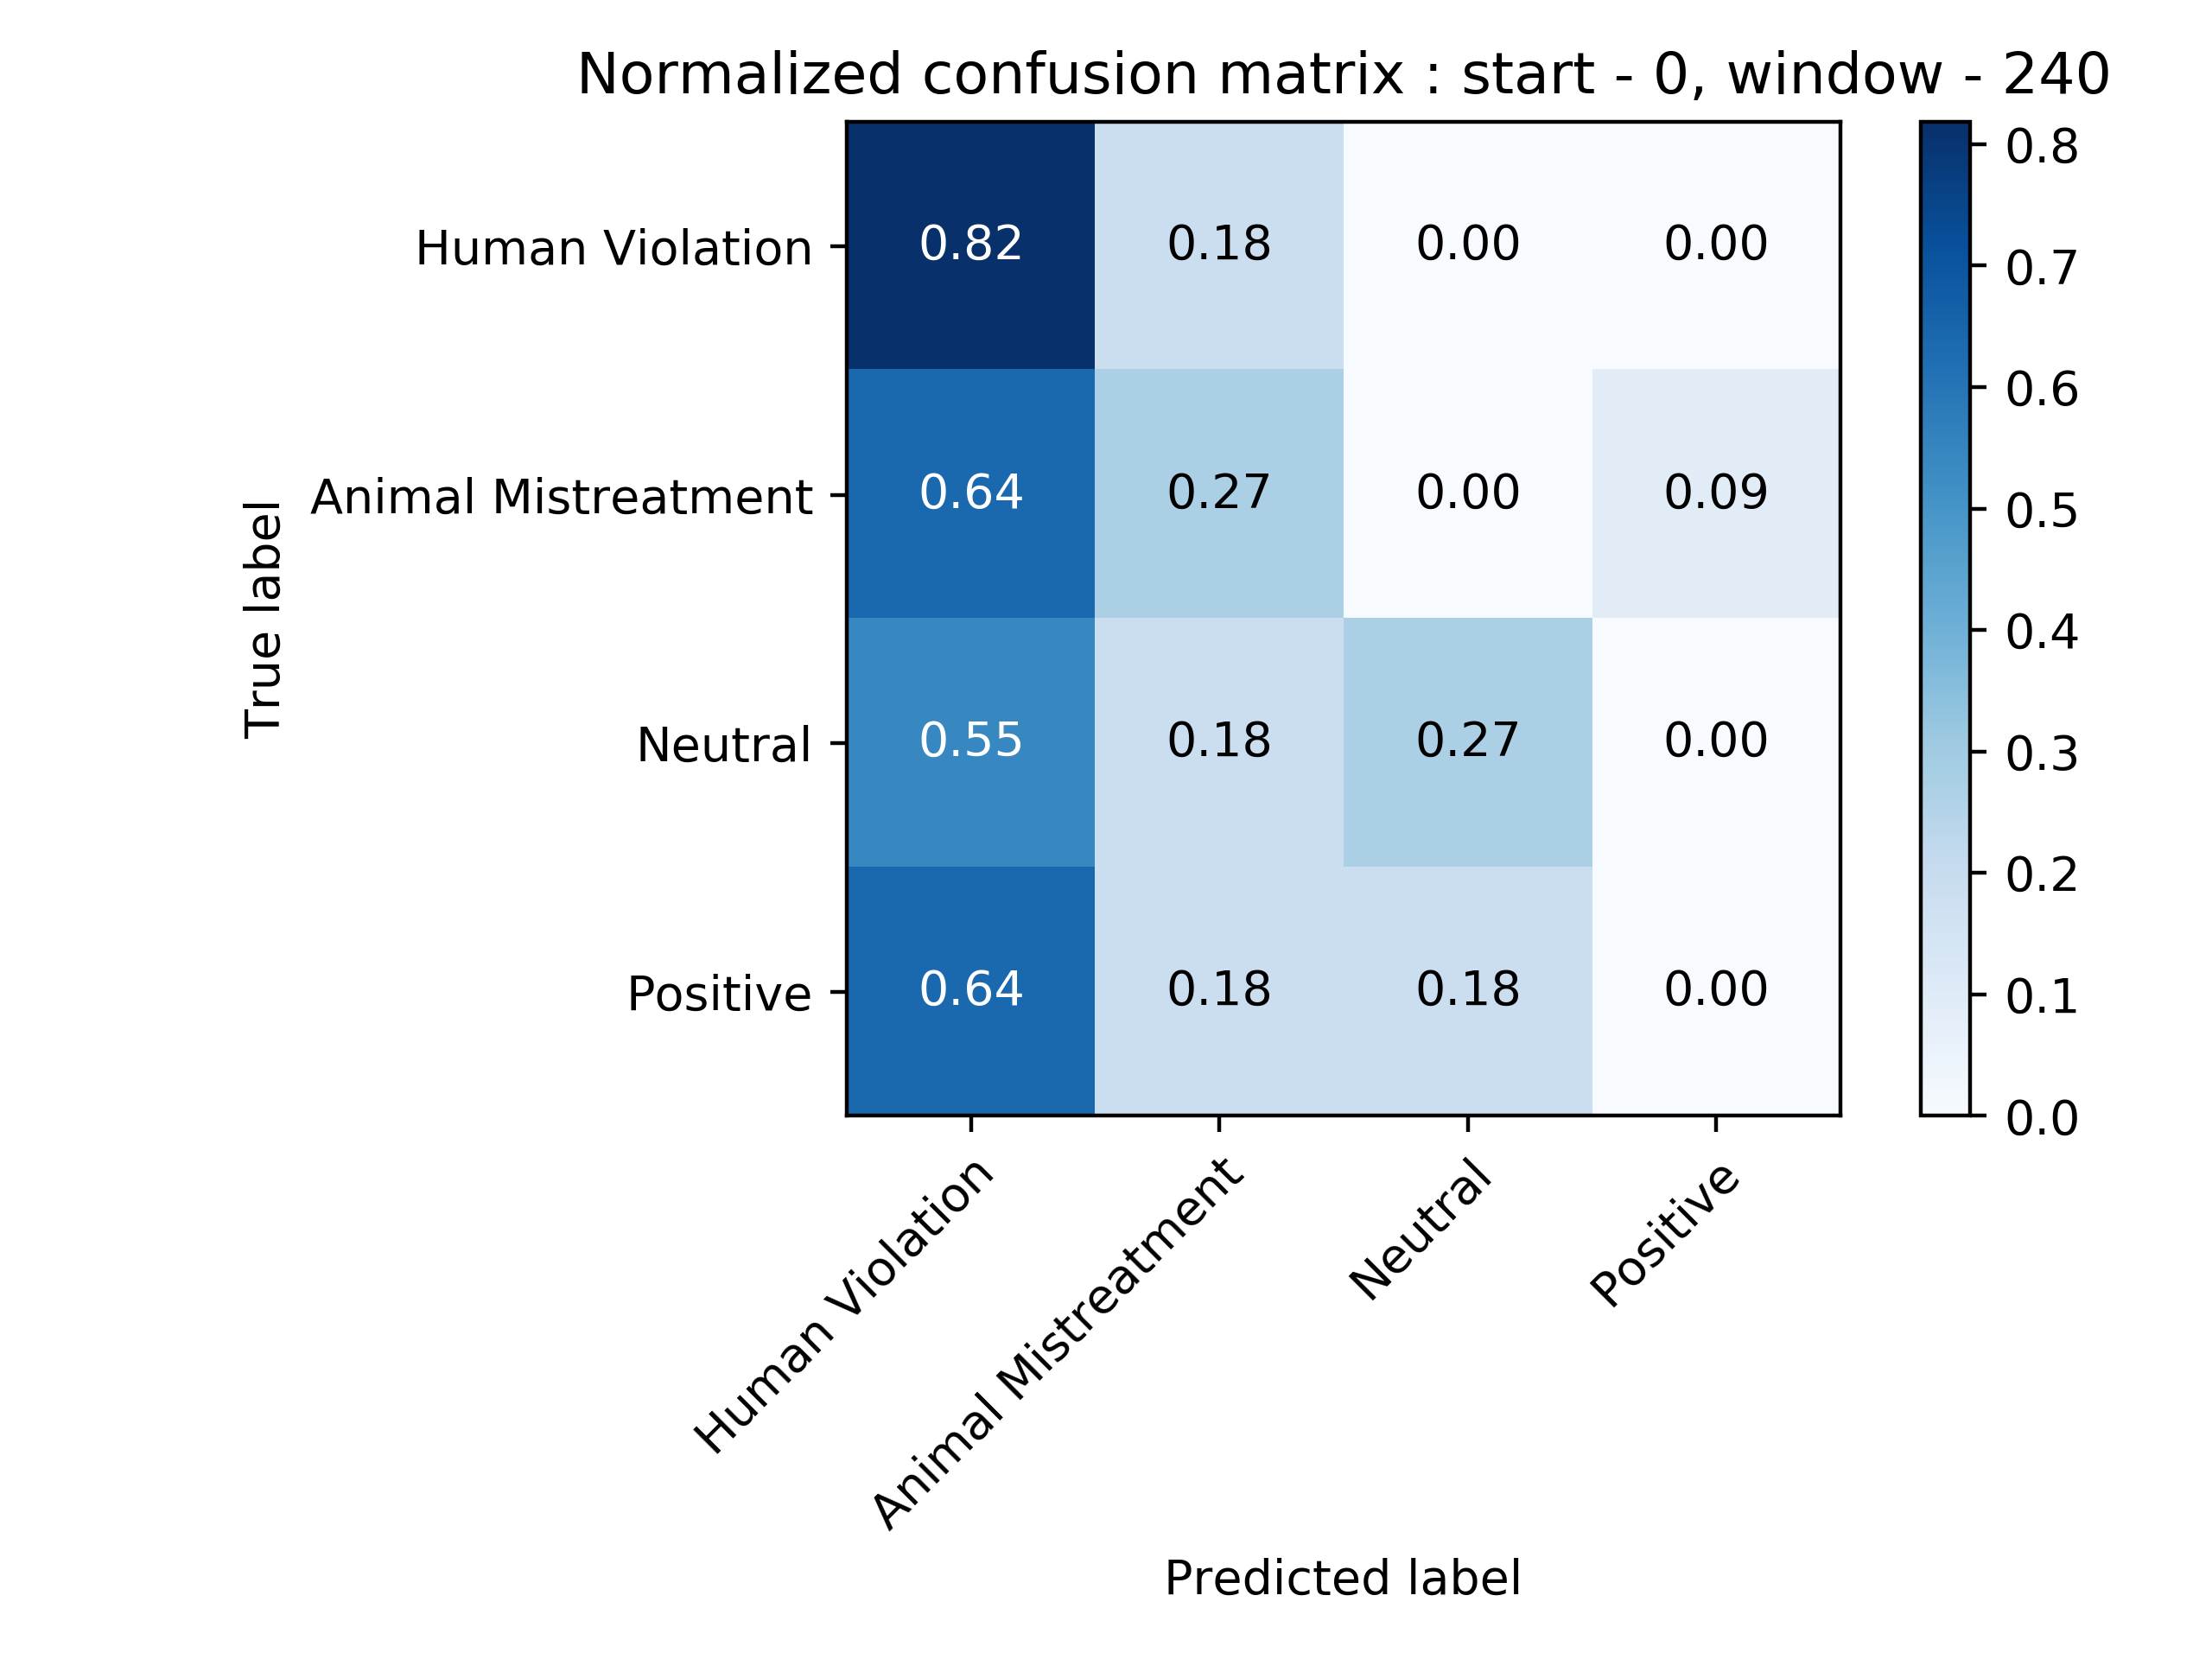 Normalized confusion matrix : start - 0, window - 240
True label
Human Violation
0.82 0.18 0.00 0.00
Animal Mistreatment
0.64 0.27 0.00 0.09
Neutral
0.55 0.18 0.27 0.00
Positive
0.64 0.18 0.18 0.00
Human Violation
Animal Mistreatment
Neutral
Positive
Predicted label
0.8
0.7
0.6
0.5
0.4
0.3
0.2
0.1
0.0